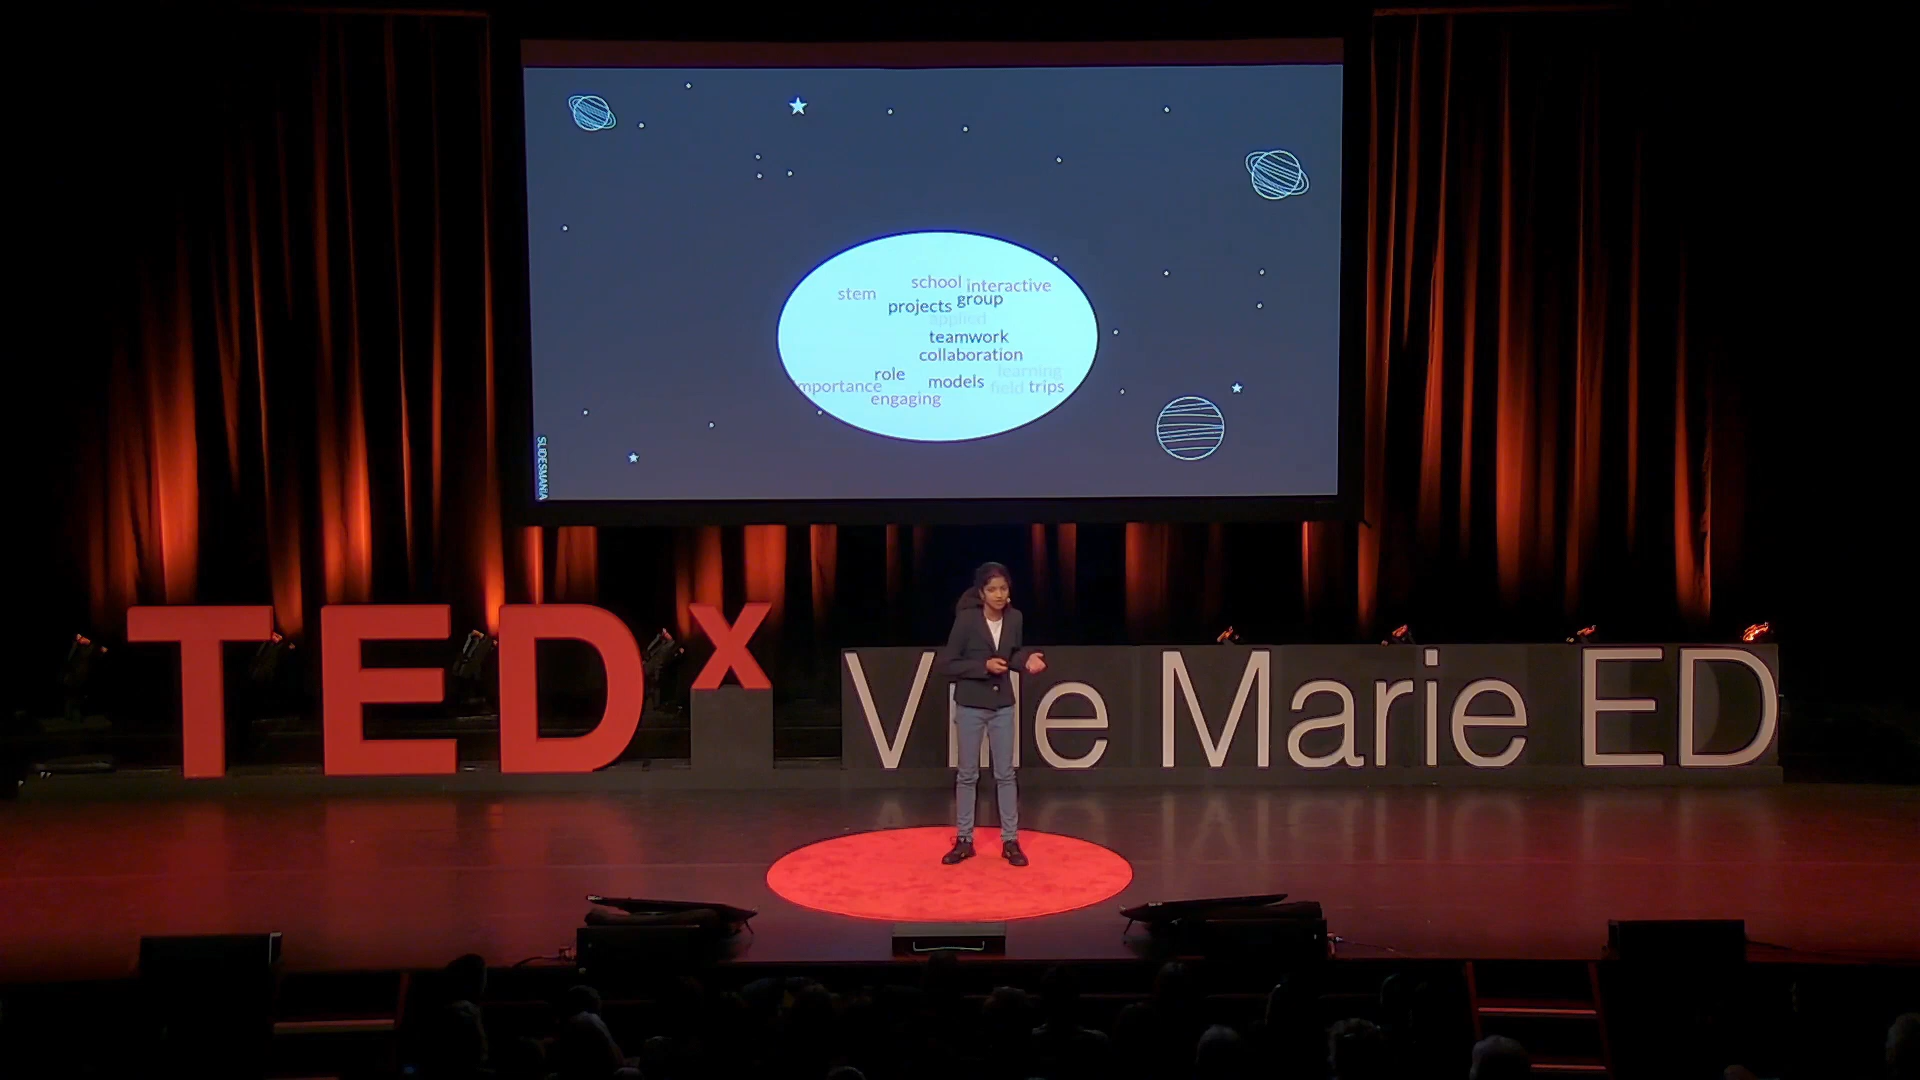 school interactive
stem
projects group
applied
teamwork
collaboration
role models learning
mportance field trips
engaging
SLIDESMANIA
TEDx Ville Marie ED